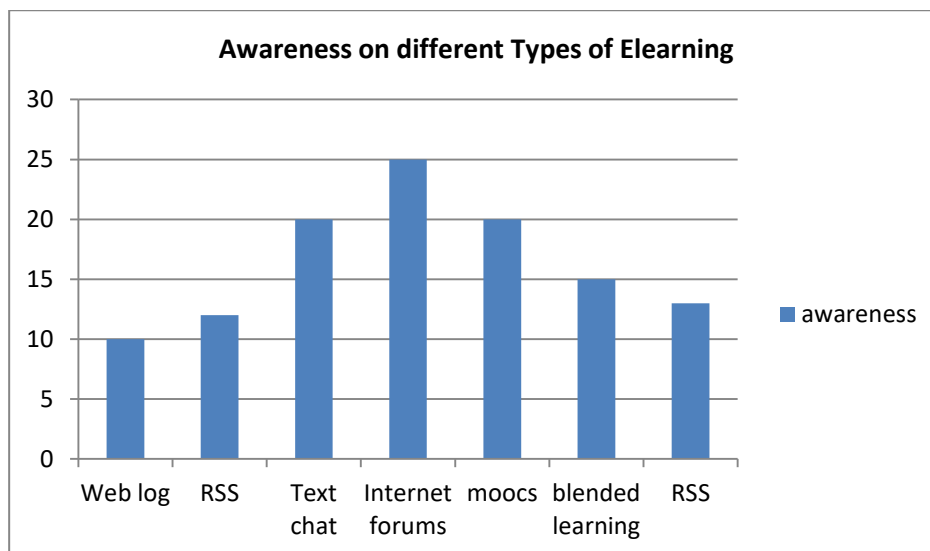 Awareness on different Types of Elearning
30
25
20
15
10
5
0
awareness
Web log RSS Text chat Internet forums moocs blended learning RSS